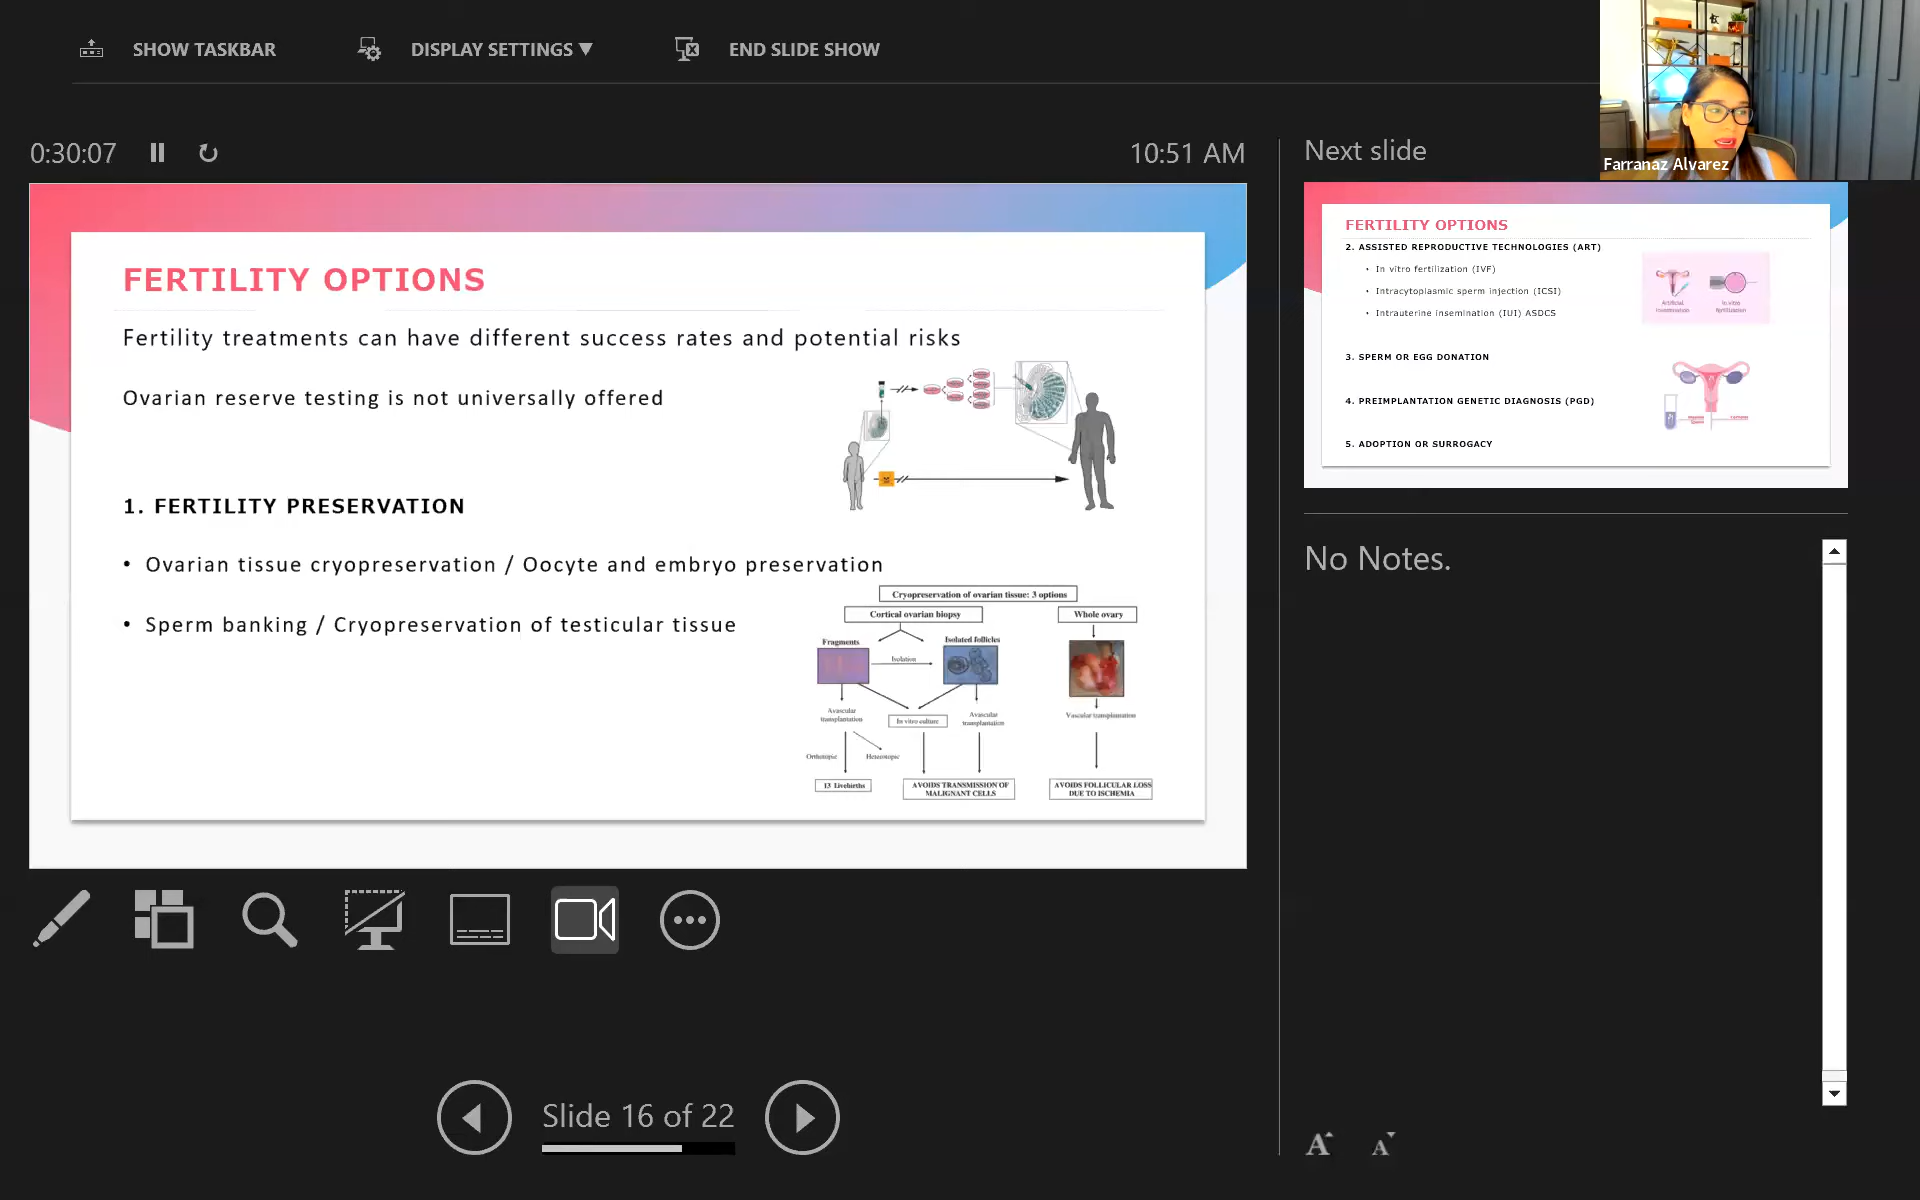 SHOW TASKBAR
DISPLAY SETTINGS ▼
END SLIDE SHOW
Farranaz Alvarez
0:30:07
10:51 AM
FERTILITY OPTIONS
Fertility treatments can have different success rates and potential risks
Ovarian reserve testing is not universally offered
1. FERTILITY PRESERVATION
• Ovarian tissue cryopreservation / Oocyte and embryo preservation
• Sperm banking / Cryopreservation of testicular tissue
Cryopreservation of ovarian tissue: 3 options
Cortical ovarian biopsy
Whole ovary
Fragments
Isolated follicles
Isolation
Avascular
transplantation
In vitro culture
Avascular
transplantation
Vascular transplantation
Orthotopic
Heterotopic
13 Livebirths
AVOIDS TRANSMISSION OF
MALIGNANT CELLS
AVOIDS FOLLICULAR LOSS
DUE TO ISCHEMIA
Slide 16 of 22
Next slide
FERTILITY OPTIONS
2. ASSISTED REPRODUCTIVE TECHNOLOGIES (ART)
• In vitro fertilization (IVF)
• Intracytoplasmic sperm injection (ICSI)
• Intrauterine insemination (IUI) ASDCS
Artificial
insemination
In vitro
fertilization
3. SPERM OR EGG DONATION
4. PREIMPLANTATION GENETIC DIAGNOSIS (PGD)
5. ADOPTION OR SURROGACY
No Notes.
A
A